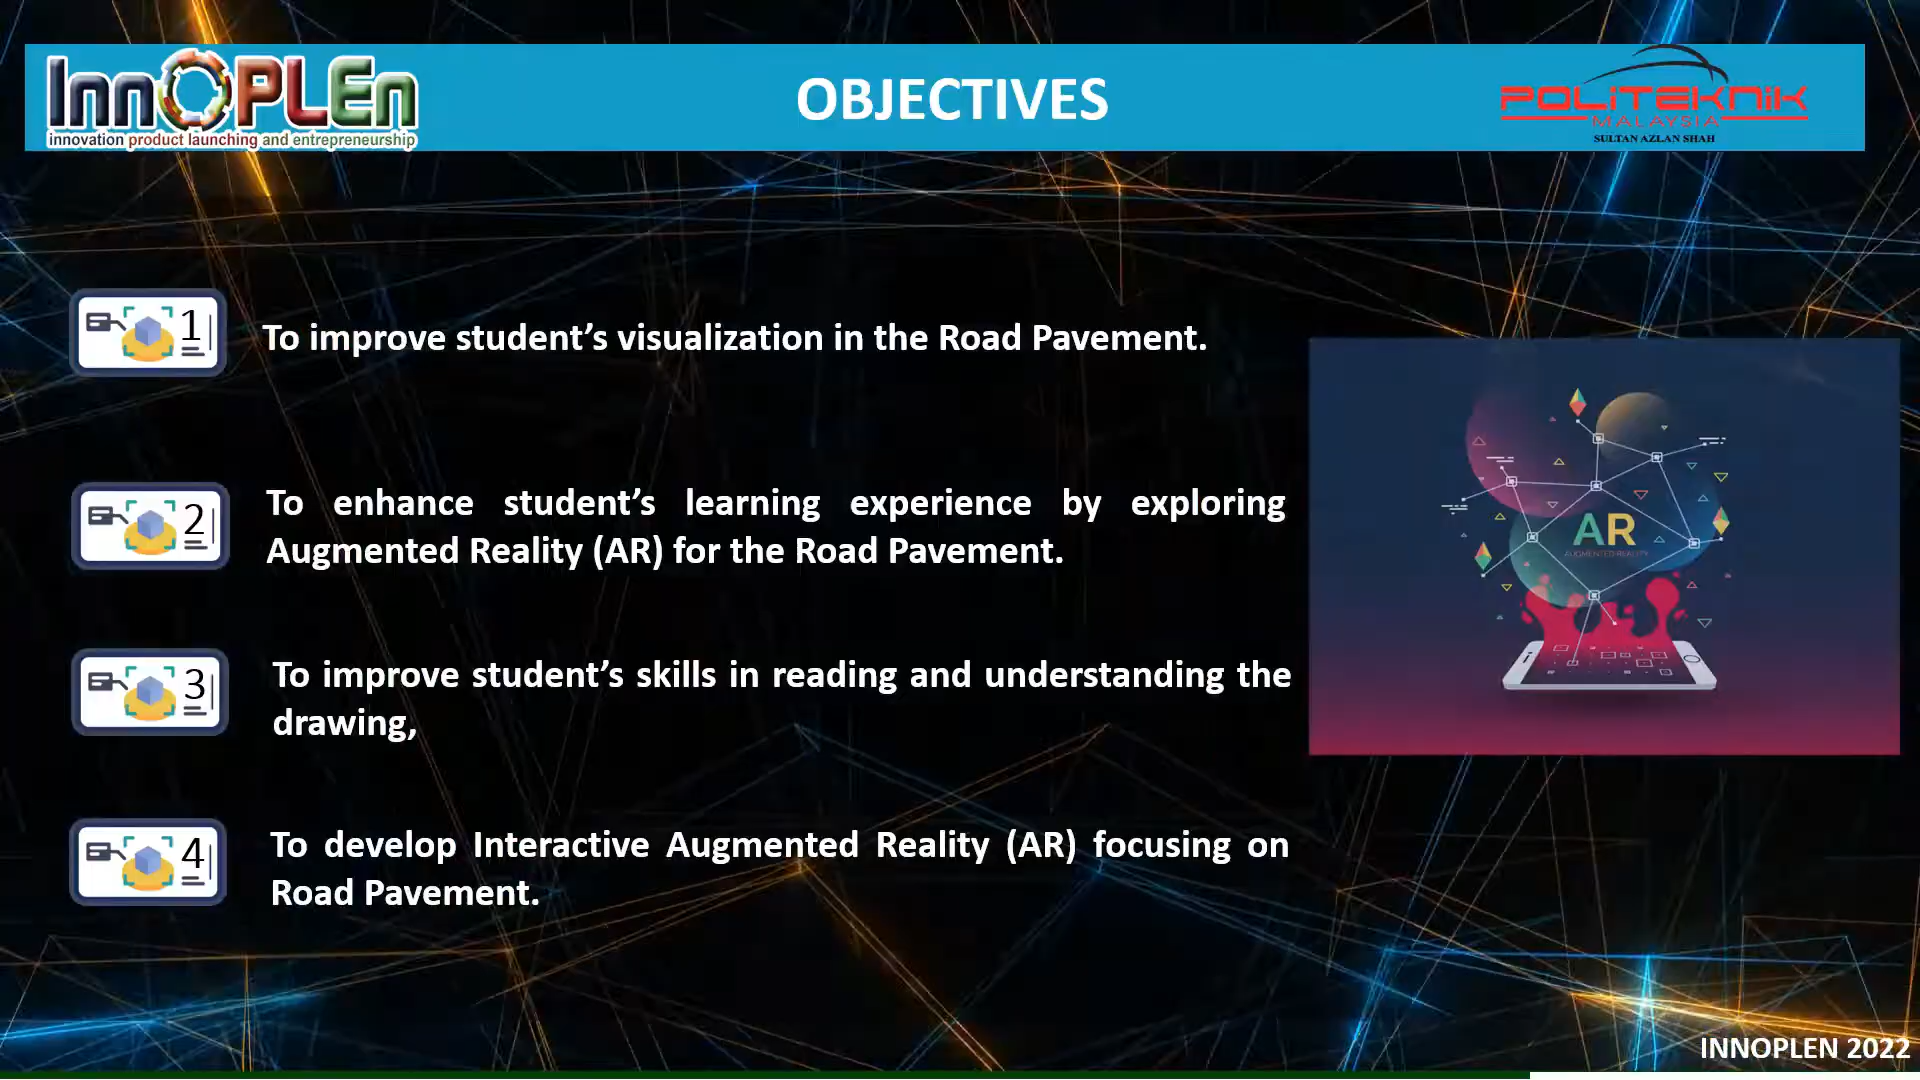 InnOPLEn
innovation product launching and entrepreneurship
OBJECTIVES
POLITEKNIK
MALAYSIA
SULTAN AZLAN SHAH
1
To improve student’s visualization in the Road Pavement.
2
To enhance student’s learning experience by exploring
Augmented Reality (AR) for the Road Pavement.
3
To improve student’s skills in reading and understanding the
drawing,
4
To develop Interactive Augmented Reality (AR) focusing on
Road Pavement.
AR
AUGMENTED REALITY
INNOPLEN 2022